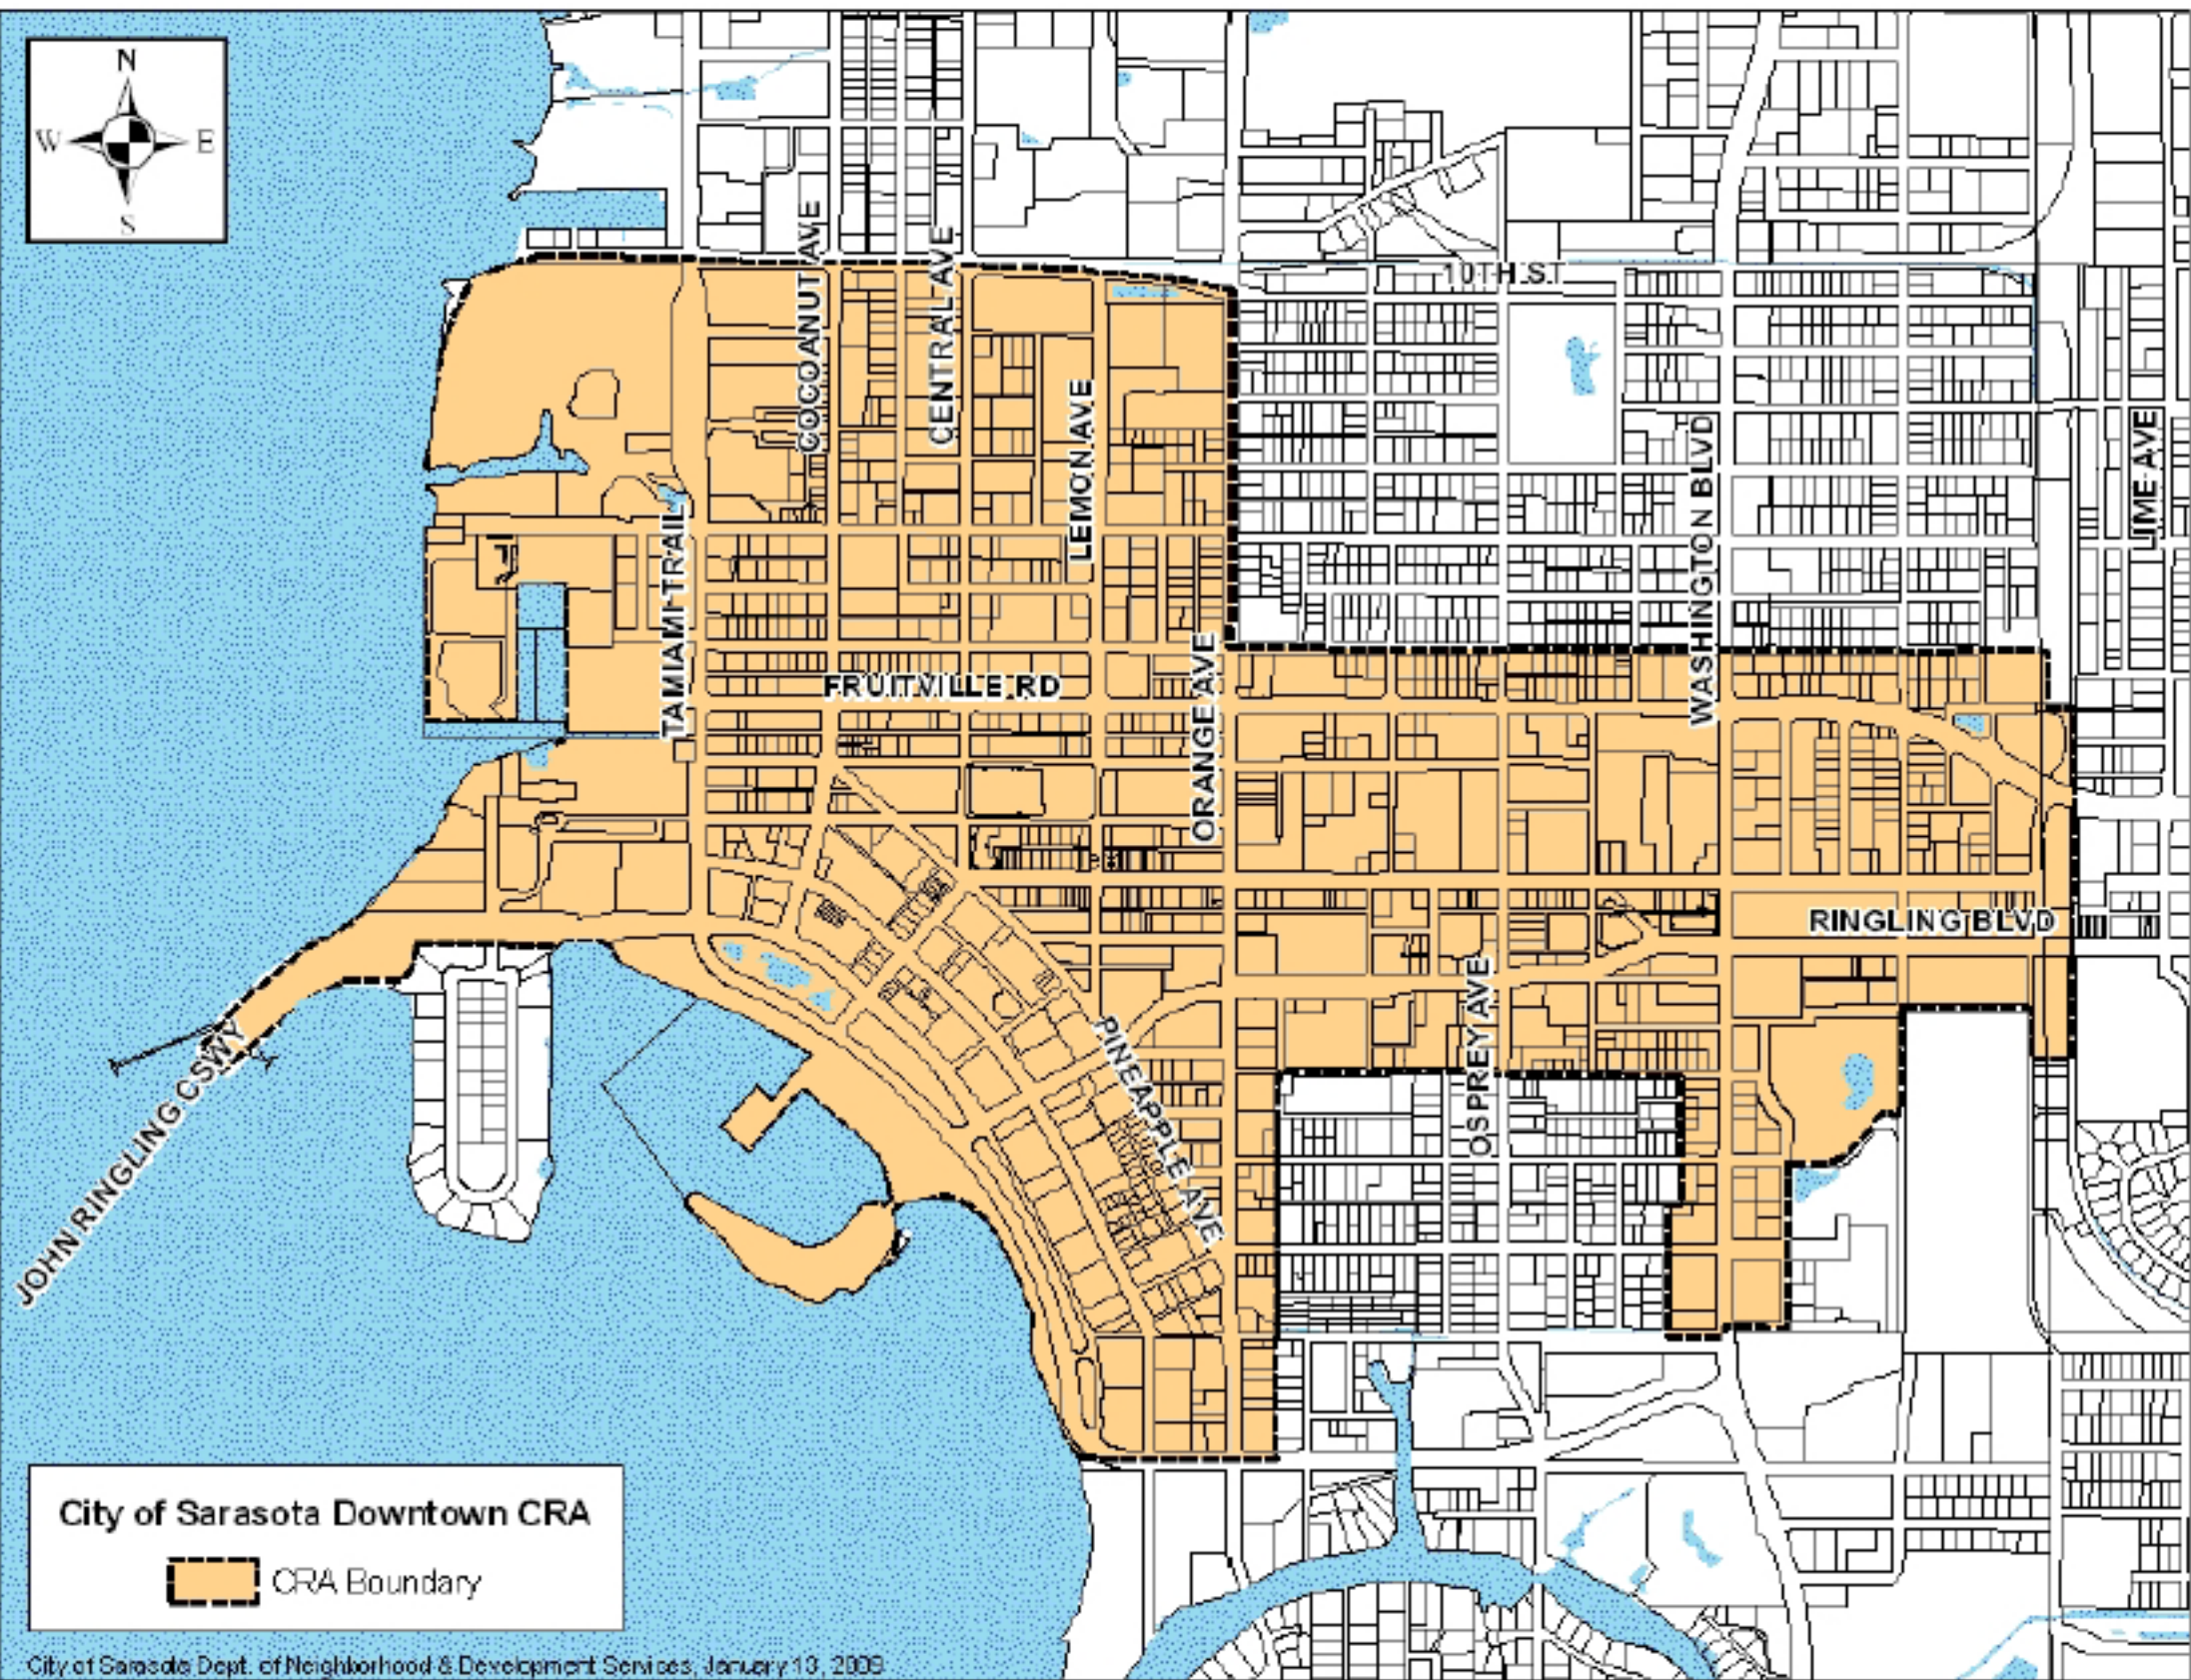 N
W E
S
COCOANUT AVE
CENTRAL AVE
10TH ST
LEMON AVE
WASHINGTON BLVD
LIME AVE
TAMIAMI TRAIL
FRUITVILLE RD
ORANGE AVE
RINGLING BLVD
OSPREY AVE
PINEAPPLE AVE
JOHN RINGLING CSWY
City of Sarasota Downtown CRA
CRA Boundary
City of Sarasota Dept. of Neighborhood & Development Services, January 13, 2009